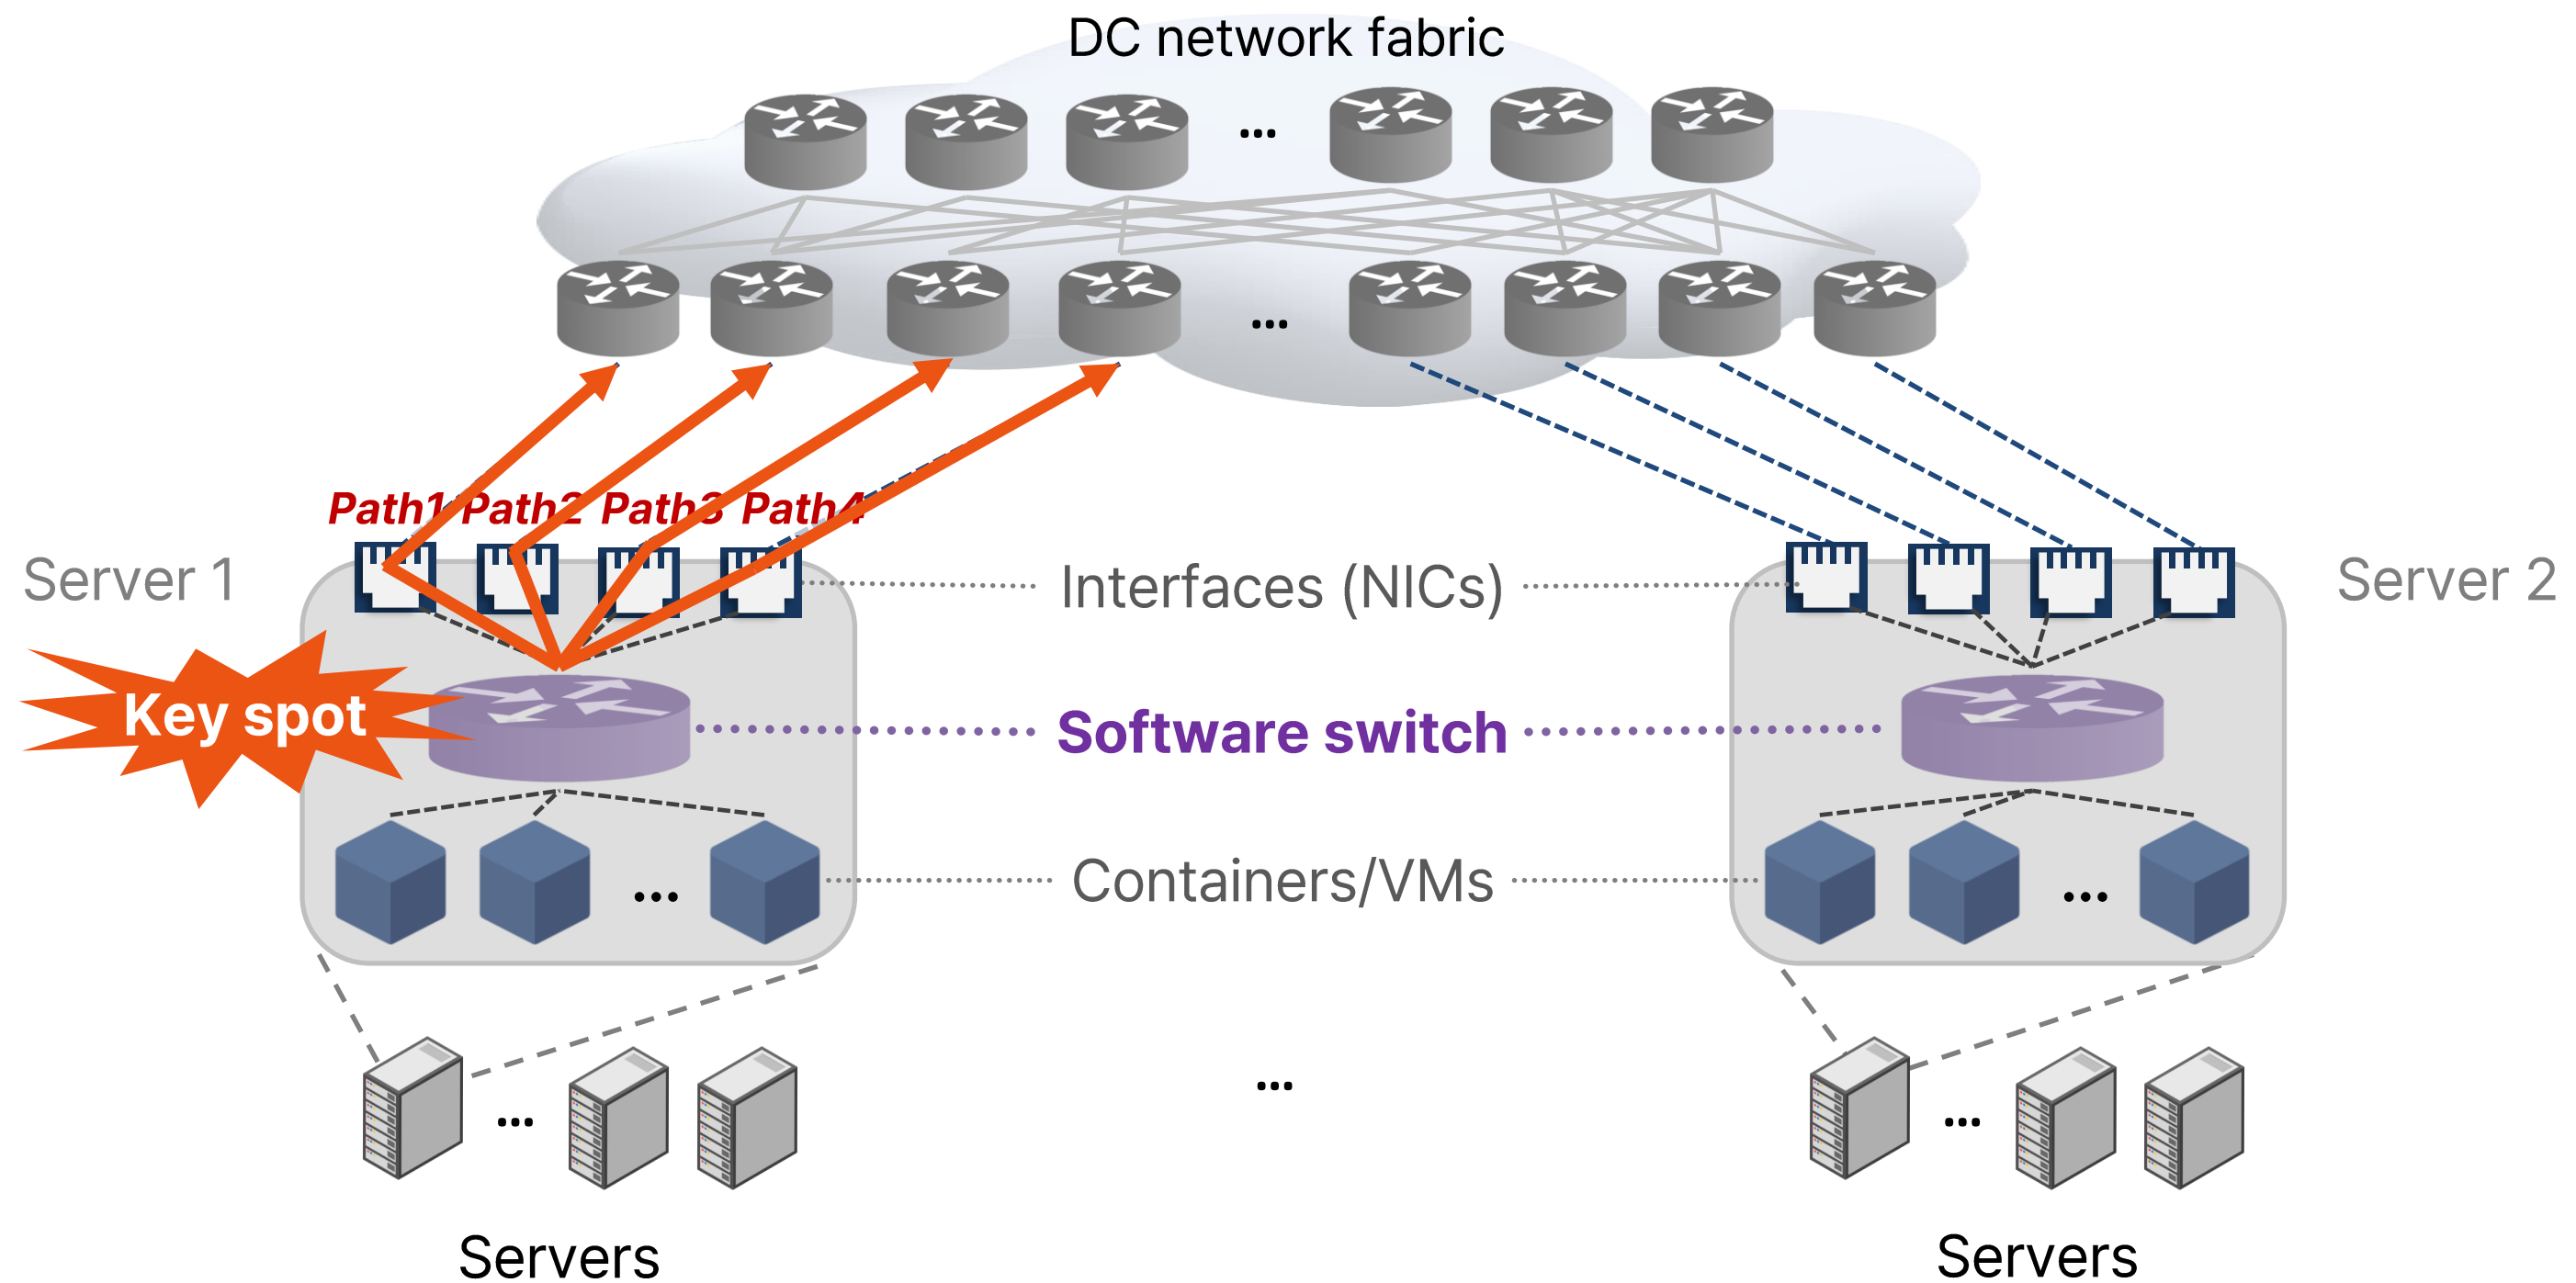 DC network fabric
...
...
Path1 Path2 Path3 Path4
Server 1
Interfaces (NICs)
Server 2
Key spot
Software switch
...
Containers/VMs
...
...
...
...
Servers
Servers